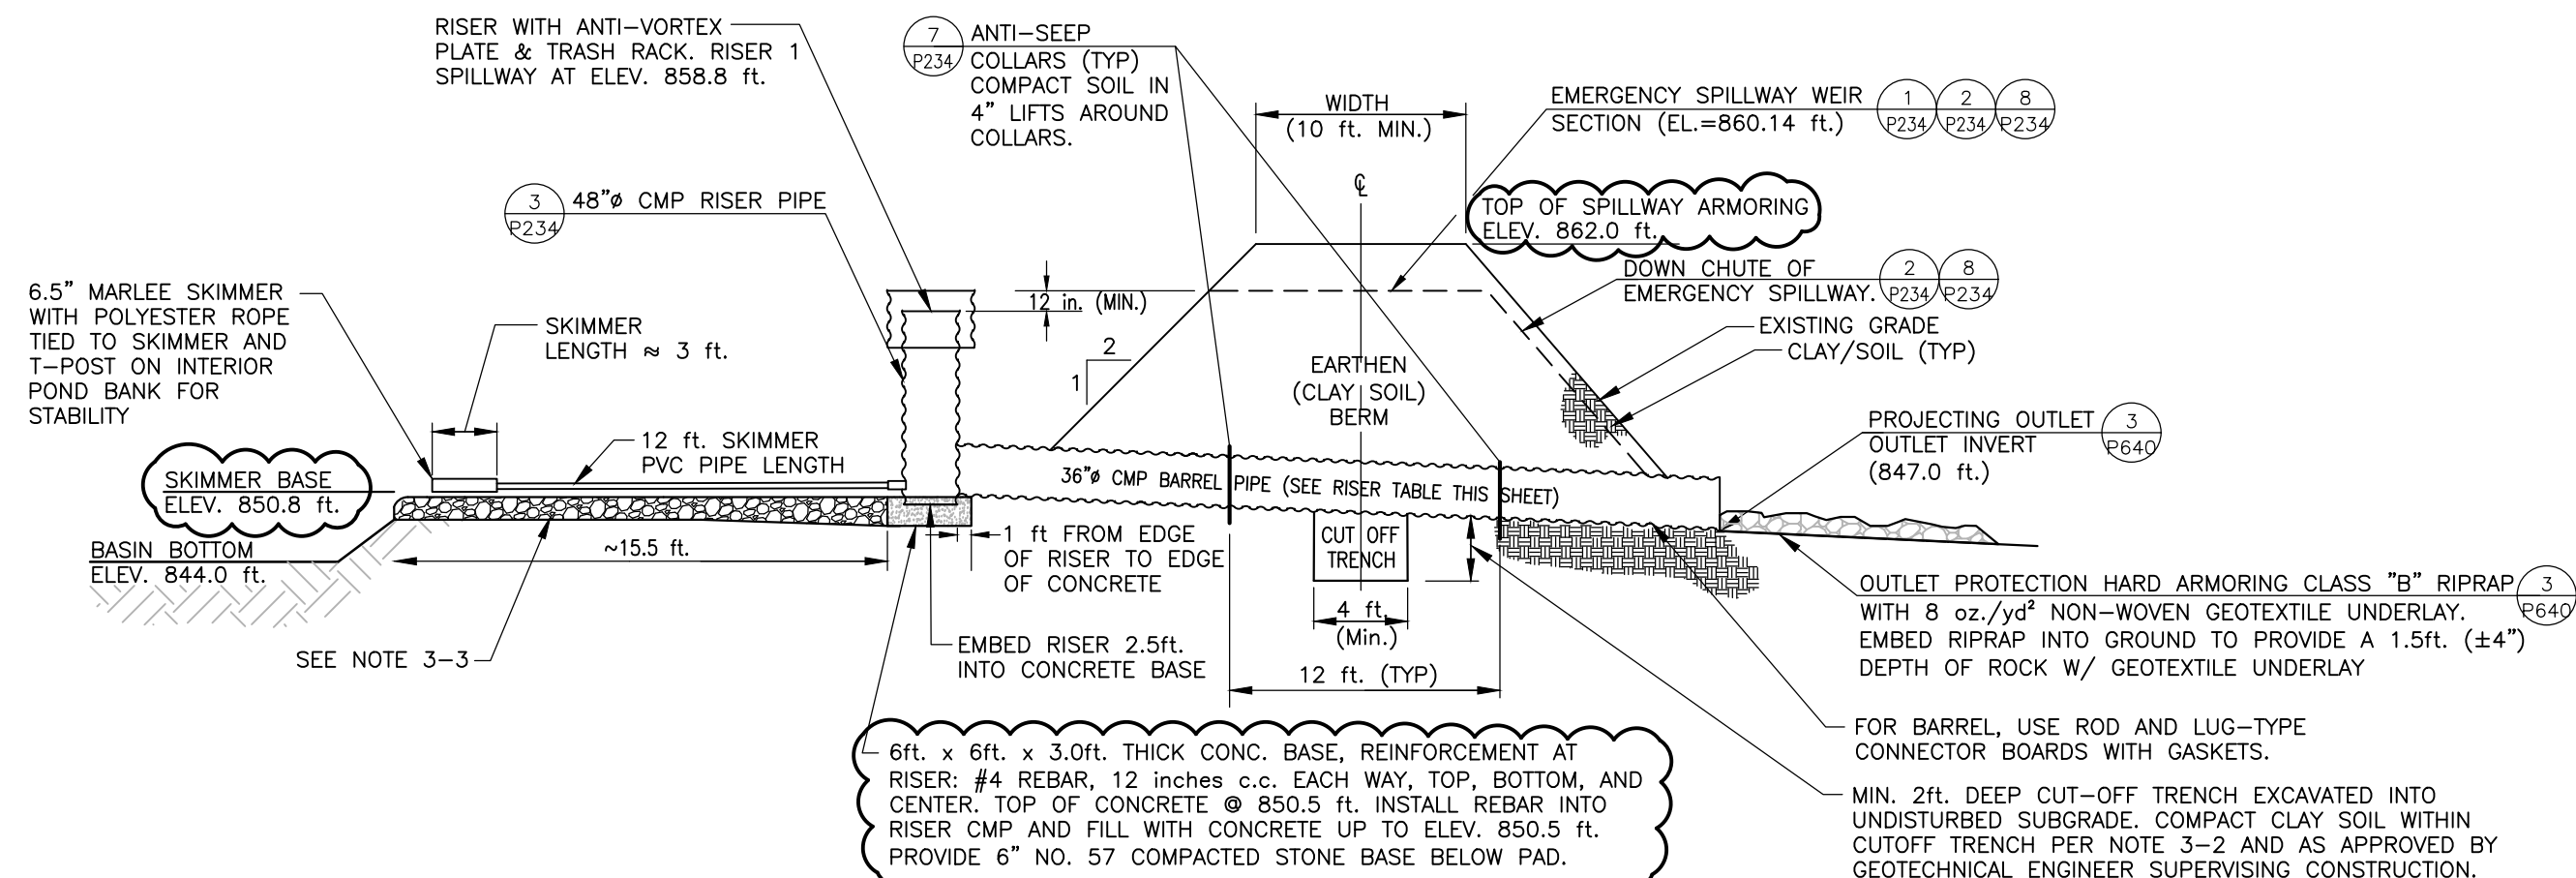 RISER WITH ANTI-VORTEX
PLATE & TRASH RACK. RISER 1
SPILLWAY AT ELEV. 858.8 ft.
7
P234
ANTI-SEEP
COLLARS (TYP)
COMPACT SOIL IN
4" LIFTS AROUND
COLLARS.
WIDTH
(10 ft. MIN.)
EMERGENCY SPILLWAY WEIR
SECTION (EL.=860.14 ft.)
1
P234
2
P234
8
P234
3
P234
48"ø CMP RISER PIPE
℄
TOP OF SPILLWAY ARMORING
ELEV. 862.0 ft.
DOWN CHUTE OF
EMERGENCY SPILLWAY.
2
P234
8
P234
6.5" MARLEE SKIMMER
WITH POLYESTER ROPE
TIED TO SKIMMER AND
T-POST ON INTERIOR
POND BANK FOR
STABILITY
SKIMMER
LENGTH ≈ 3 ft.
12 in. (MIN.)
2
1
EXISTING GRADE
CLAY/SOIL (TYP)
EARTHEN
(CLAY SOIL)
BERM
PROJECTING OUTLET
OUTLET INVERT
(847.0 ft.)
3
P640
12 ft. SKIMMER
PVC PIPE LENGTH
SKIMMER BASE
ELEV. 850.8 ft.
36"ø CMP BARREL PIPE (SEE RISER TABLE THIS SHEET)
BASIN BOTTOM
ELEV. 844.0 ft.
~15.5 ft.
1 ft FROM EDGE
OF RISER TO EDGE
OF CONCRETE
CUT OFF
TRENCH
4 ft.
(Min.)
OUTLET PROTECTION HARD ARMORING CLASS "B" RIPRAP
WITH 8 oz./yd² NON-WOVEN GEOTEXTILE UNDERLAY.
EMBED RIPRAP INTO GROUND TO PROVIDE A 1.5ft. (±4")
DEPTH OF ROCK W/ GEOTEXTILE UNDERLAY
3
P640
SEE NOTE 3-3
EMBED RISER 2.5ft.
INTO CONCRETE BASE
12 ft. (TYP)
FOR BARREL, USE ROD AND LUG-TYPE
CONNECTOR BOARDS WITH GASKETS.
6ft. x 6ft. x 3.0ft. THICK CONC. BASE, REINFORCEMENT AT
RISER: #4 REBAR, 12 inches c.c. EACH WAY, TOP, BOTTOM, AND
CENTER. TOP OF CONCRETE @ 850.5 ft. INSTALL REBAR INTO
RISER CMP AND FILL WITH CONCRETE UP TO ELEV. 850.5 ft.
PROVIDE 6" NO. 57 COMPACTED STONE BASE BELOW PAD.
MIN. 2ft. DEEP CUT-OFF TRENCH EXCAVATED INTO
UNDISTURBED SUBGRADE. COMPACT CLAY SOIL WITHIN
CUTOFF TRENCH PER NOTE 3-2 AND AS APPROVED BY
GEOTECHNICAL ENGINEER SUPERVISING CONSTRUCTION.